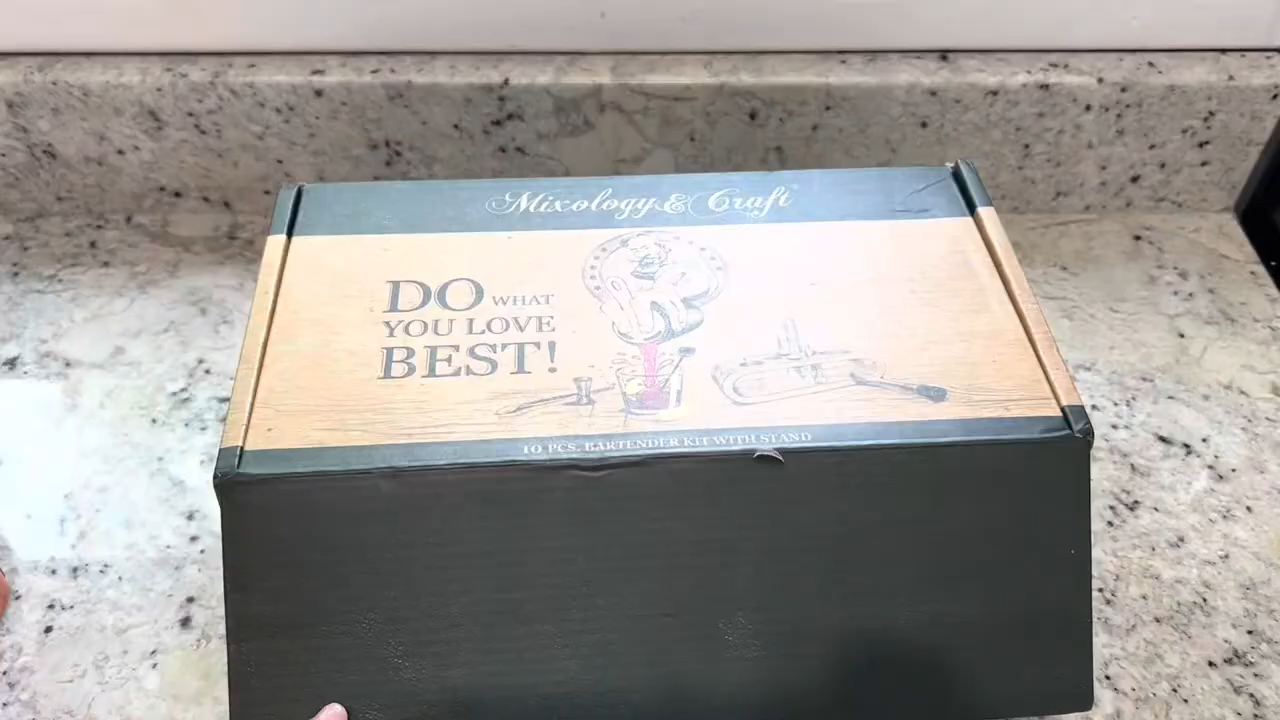 Mixology & Craft
DO WHAT
YOU LOVE
BEST!
10 PCS. BARTENDER KIT WITH STAND